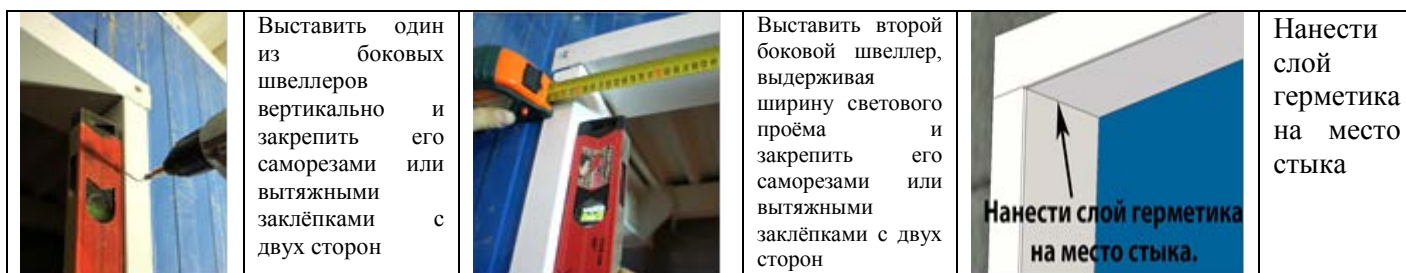 Выставить один
из боковых
швеллеров
вертикально и
закрепить его
саморезами или
вытяжными
заклёпками с
двух сторон
Выставить второй
боковой швеллер,
выдерживая
ширину светового
проёма и
закрепить его
саморезами или
вытяжными
заклёпками с двух
сторон
Нанести слой герметика
на место стыка.
Нанести
слой
герметика
на место
стыка